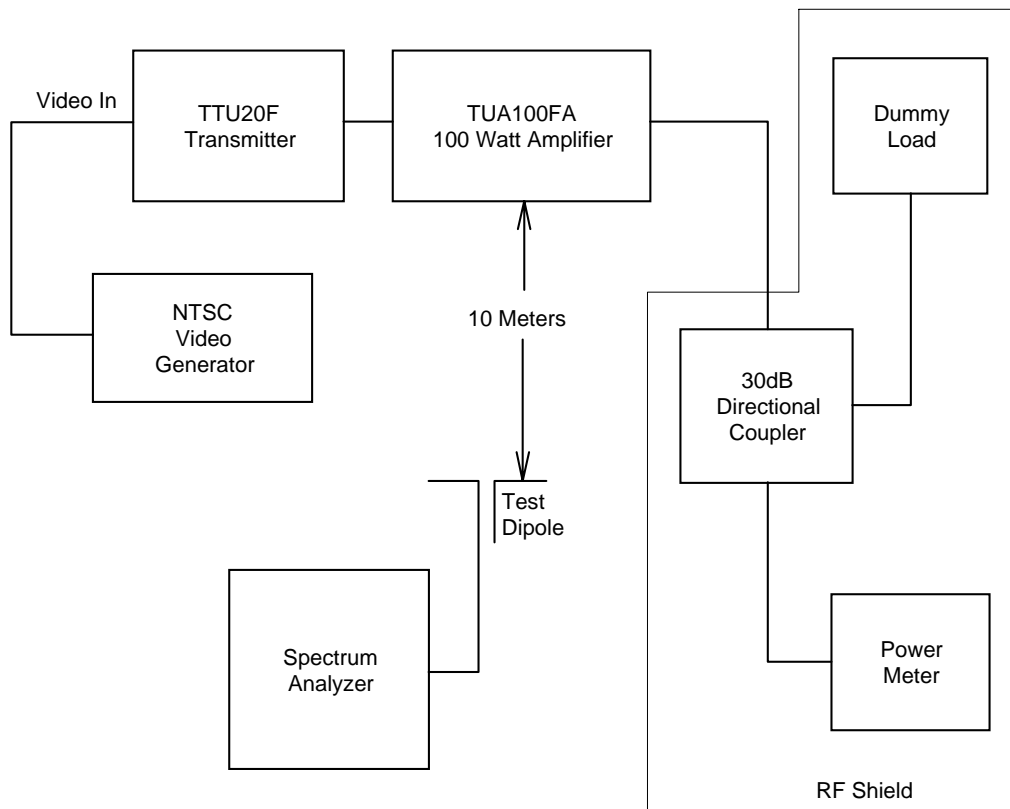 Video In
TTU20F
Transmitter
TUA100FA
100 Watt Amplifier
Dummy
Load
NTSC
Video
Generator
10 Meters
30dB
Directional
Coupler
Test
Dipole
Spectrum
Analyzer
Power
Meter
RF Shield